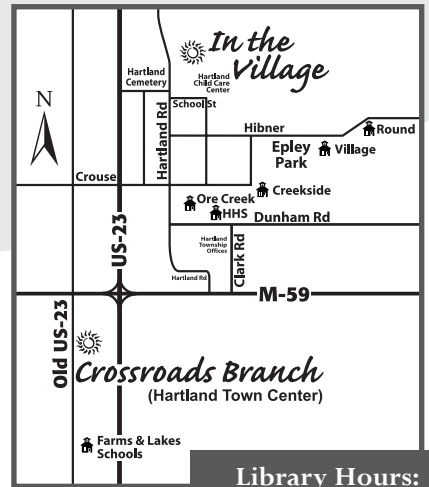 In the
Village
Hartland
Cemetery
Hartland
Child Care
Center
N
Hartland Rd
School St
Hibner
Round
Epley
Park
Village
Crouse
Creekside
Ore Creek
HHS
Dunham Rd
US-23
Hartland
Township
Offices
Clark Rd
Hartland Rd
M-59
Old US-23
Crossroads Branch
(Hartland Town Center)
Farms & Lakes
Schools
Library Hours: